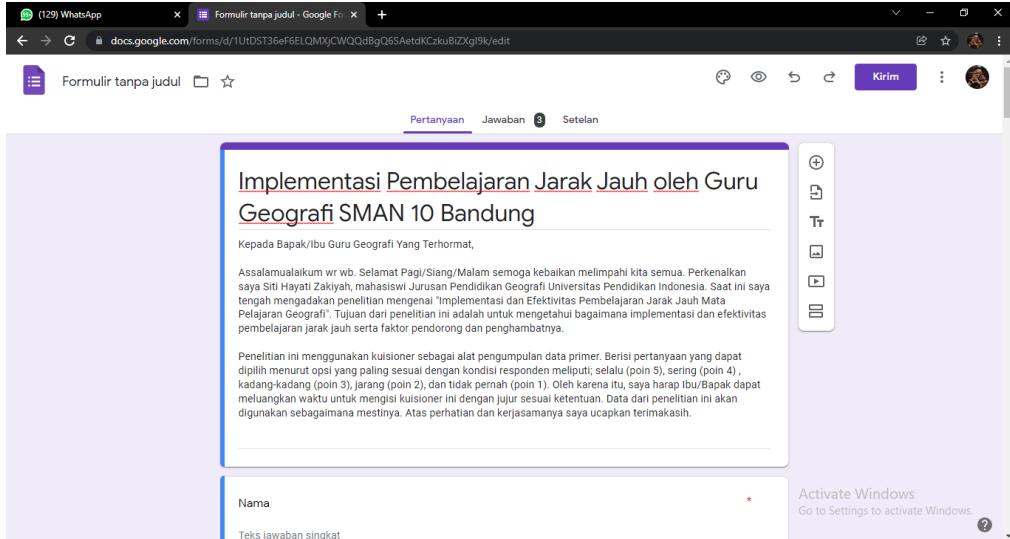 (129) WhatsApp
Formulir tanpa judul - Google Fo
docs.google.com/forms/d/1UtDST36eF6ELQMXjCWQQdBgQ6SAetdKCzkuBiZXgI9k/edit
Formulir tanpa judul
Kirim
Pertanyaan Jawaban 3 Setelan
Implementasi Pembelajaran Jarak Jauh oleh Guru
Geografi SMAN 10 Bandung
Kepada Bapak/Ibu Guru Geografi Yang Terhormat,
Assalamualaikum wr wb. Selamat Pagi/Siang/Malam semoga kebaikan melimpahi kita semua. Perkenalkan
saya Siti Hayati Zakiyah, mahasiswi Jurusan Pendidikan Geografi Universitas Pendidikan Indonesia. Saat ini saya
tengah mengadakan penelitian mengenai "Implementasi dan Efektivitas Pembelajaran Jarak Jauh Mata
Pelajaran Geografi". Tujuan dari penelitian ini adalah untuk mengetahui bagaimana implementasi dan efektivitas
pembelajaran jarak jauh serta faktor pendorong dan penghambatnya.
Penelitian ini menggunakan kuisioner sebagai alat pengumpulan data primer. Berisi pertanyaan yang dapat
dipilih menurut opsi yang paling sesuai dengan kondisi responden meliputi; selalu (poin 5), sering (poin 4) ,
kadang-kadang (poin 3), jarang (poin 2), dan tidak pernah (poin 1). Oleh karena itu, saya harap Ibu/Bapak dapat
meluangkan waktu untuk mengisi kuisioner ini dengan jujur sesuai ketentuan. Data dari penelitian ini akan
digunakan sebagaimana mestinya. Atas perhatian dan kerjasamanya saya ucapkan terimakasih.
Nama *
Teks jawaban singkat
Activate Windows
Go to Settings to activate Windows.